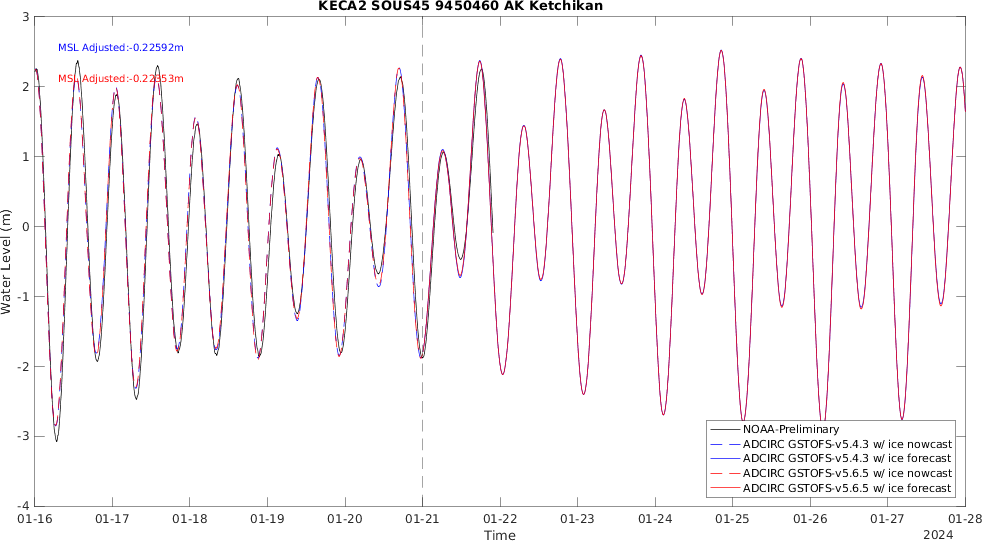 KECA2 SOUS45 9450460 AK Ketchikan
3
2
1
0
-1
-2
-3
-4
Water Level (m)
MSL Adjusted:-0.22592m
MSL Adjusted:-0.22353m
NOAA-Preliminary
ADCIRC GSTOFS-v5.4.3 w/ ice nowcast
ADCIRC GSTOFS-v5.4.3 w/ ice forecast
ADCIRC GSTOFS-v5.6.5 w/ ice nowcast
ADCIRC GSTOFS-v5.6.5 w/ ice forecast
01-16 01-17 01-18 01-19 01-20 01-21 01-22 01-23 01-24 01-25 01-26 01-27 01-28
Time
2024